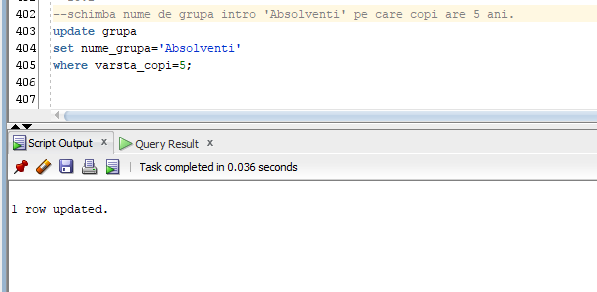 402 --schimba nume de grupa intro 'Absolventi' pe care copi are 5 ani.
403 update grupa
404 set nume_grupa='Absolventi'
405 where varsta_copi=5;
406
407
Script Output x Query Result x
Task completed in 0.036 seconds
1 row updated.